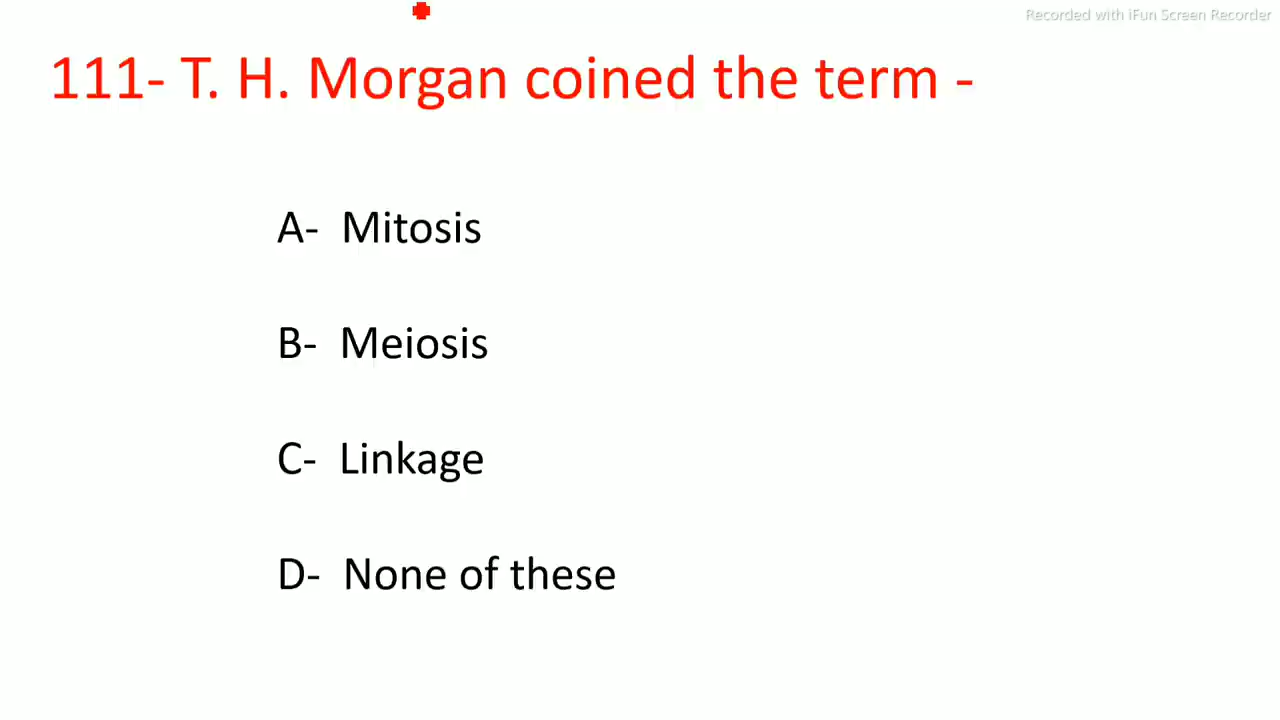 Recorded with iFun Screen Recorder
111- T. H. Morgan coined the term -
A- Mitosis
B- Meiosis
C- Linkage
D- None of these